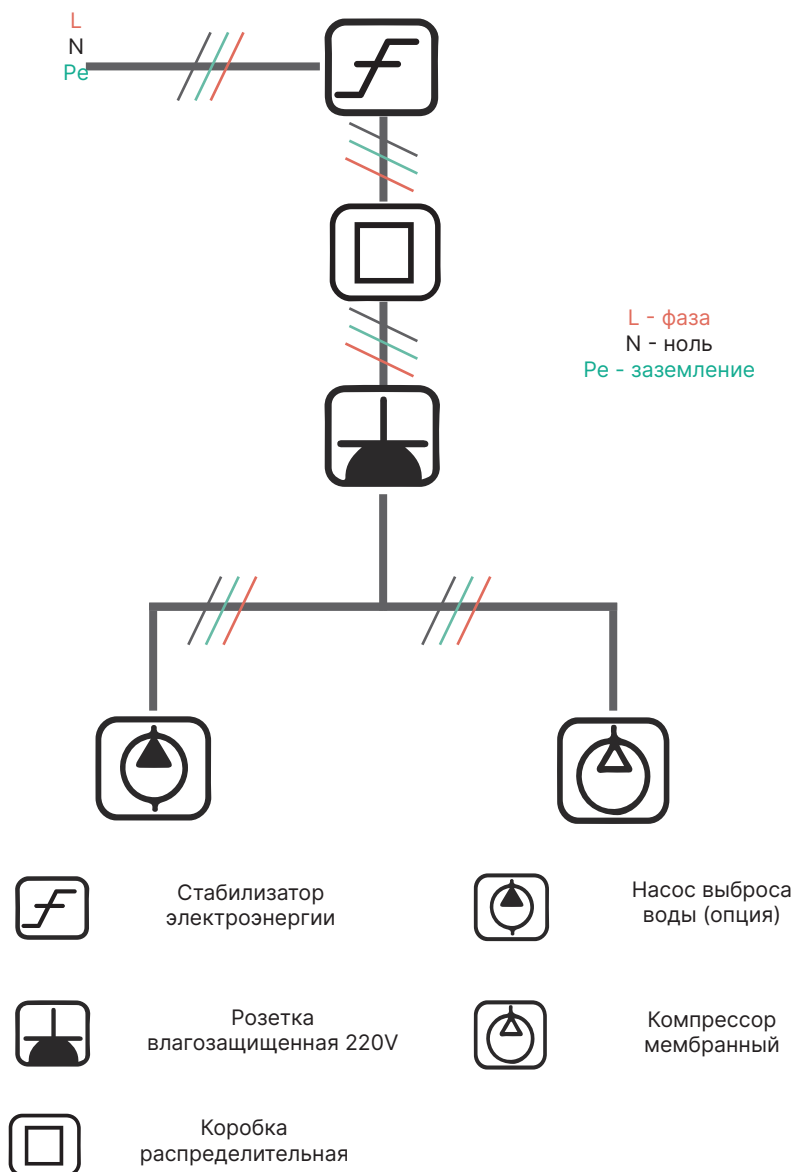 L
N
Pe
L - фаза
N - ноль
Pe - заземление
Стабилизатор
электроэнергии
Насос выброса
воды (опция)
Розетка
влагозащищенная 220V
Компрессор
мембранный
Коробка
распределительная